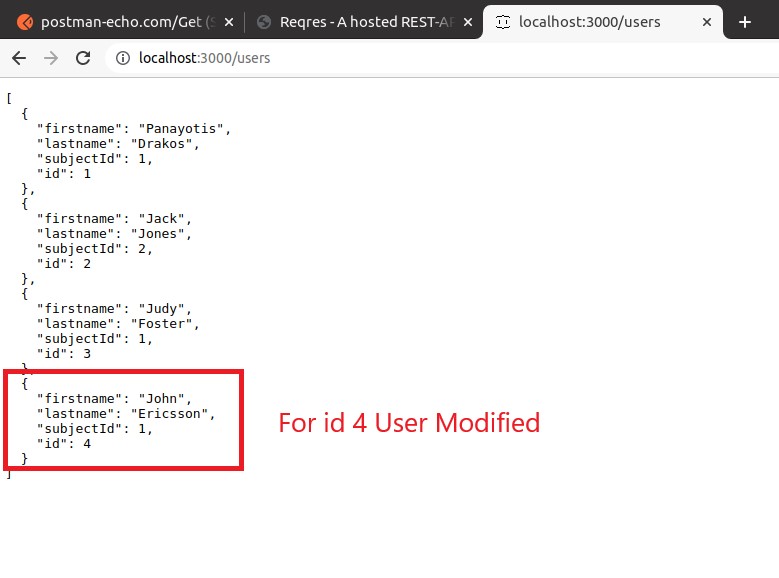 postman-echo.com/Get (
Reqres - A hosted REST-AP
localhost:3000/users
localhost:3000/users
[
  {
    "firstname": "Panayotis",
    "lastname": "Drakos",
    "subjectId": 1,
    "id": 1
  },
  {
    "firstname": "Jack",
    "lastname": "Jones",
    "subjectId": 2,
    "id": 2
  },
  {
    "firstname": "Judy",
    "lastname": "Foster",
    "subjectId": 1,
    "id": 3
  },
  {
    "firstname": "John",
    "lastname": "Ericsson",
    "subjectId": 1,
    "id": 4
  }
]
For id 4 User Modified